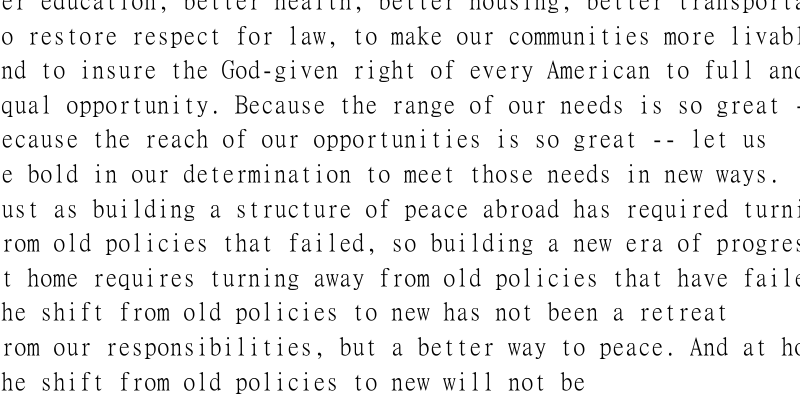 er education, better health, better housing, better transporta
o restore respect for law, to make our communities more livabl
nd to insure the God-given right of every American to full and
qual opportunity. Because the range of our needs is so great -
ecause the reach of our opportunities is so great -- let us
e bold in our determination to meet those needs in new ways.
ust as building a structure of peace abroad has required turni
rom old policies that failed, so building a new era of progres
t home requires turning away from old policies that have faile
he shift from old policies to new has not been a retreat
rom our responsibilities, but a better way to peace. And at ho
he shift from old policies to new will not be